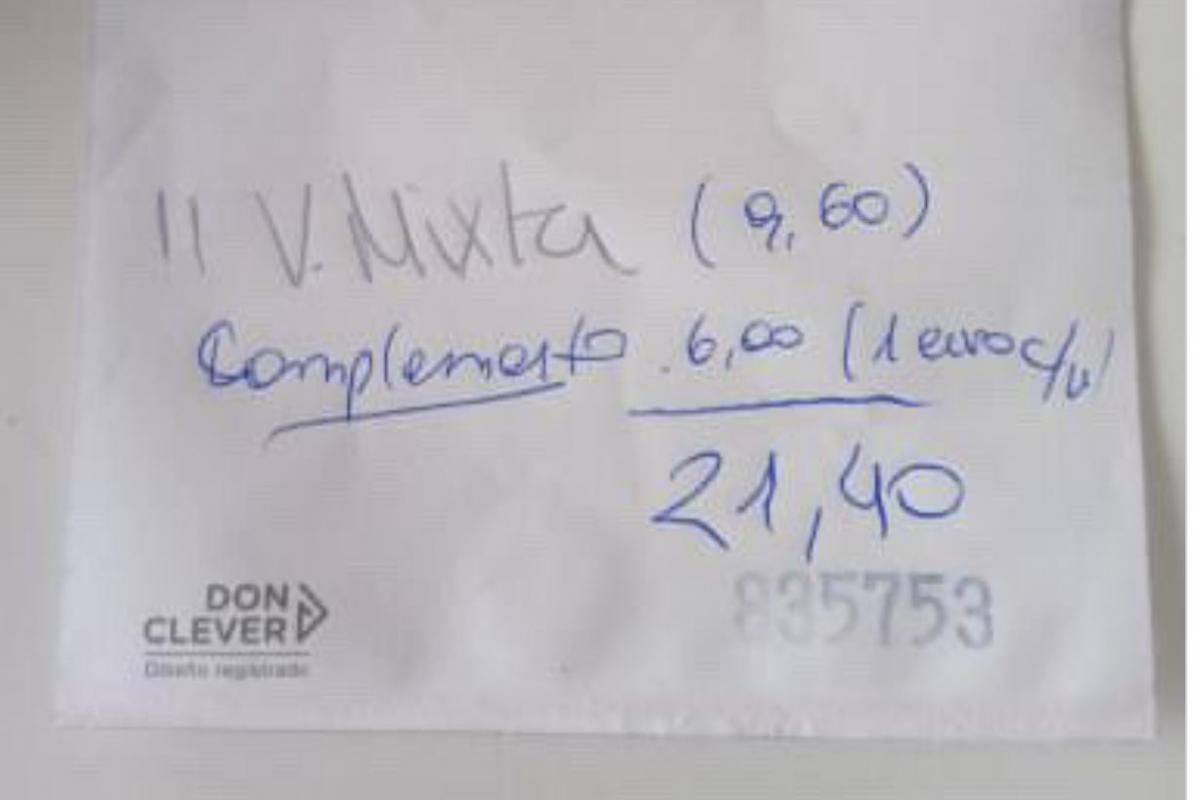 11 V. Mixta (9,60)
Complemento 6,00 (1 euro c/u)
21,40
835753
DON
CLEVER
Diseño registrado